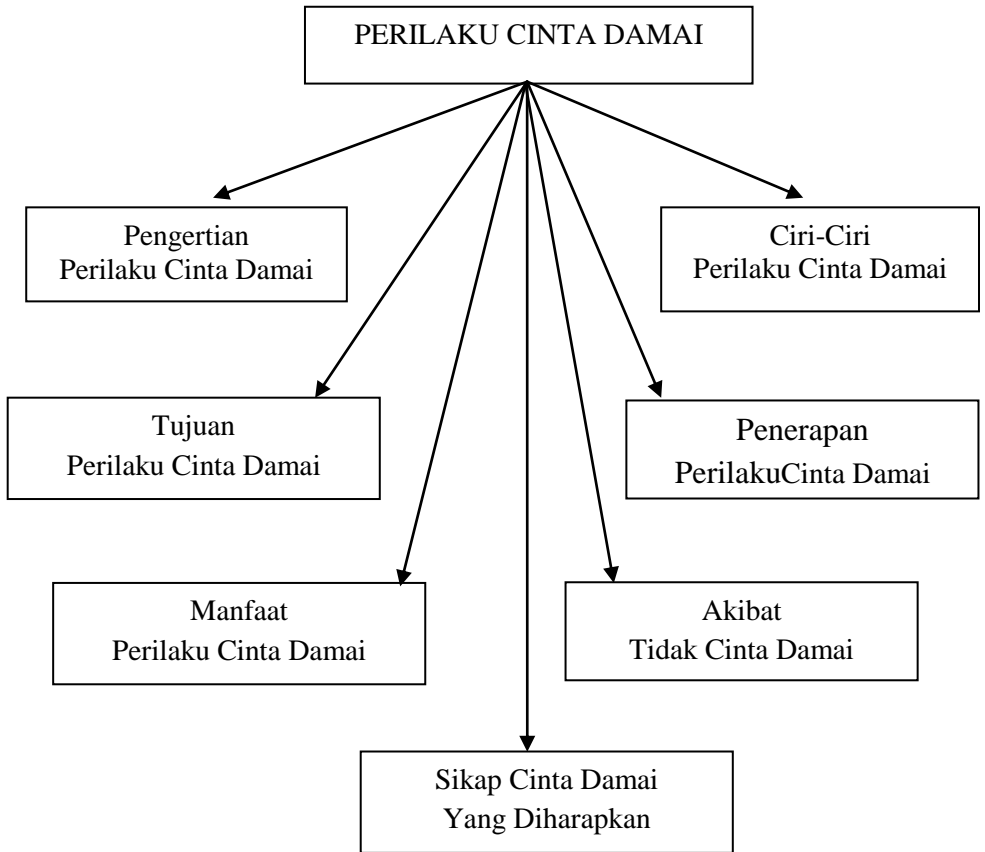 PERILAKU CINTA DAMAI
Pengertian
Perilaku Cinta Damai
Ciri-Ciri
Perilaku Cinta Damai
Tujuan
Perilaku Cinta Damai
Penerapan
PerilakuCinta Damai
Manfaat
Perilaku Cinta Damai
Akibat
Tidak Cinta Damai
Sikap Cinta Damai
Yang Diharapkan